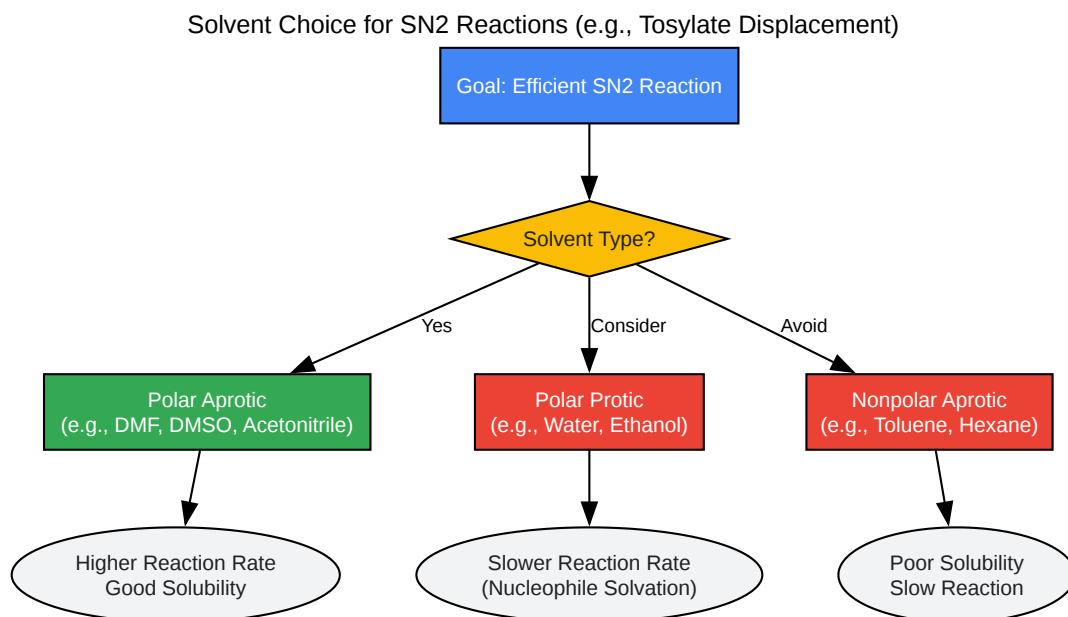 Solvent Choice for SN2 Reactions (e.g., Tosylate Displacement)
Goal: Efficient SN2 Reaction
Solvent Type?
Yes
Consider
Avoid
Polar Aprotic
(e.g., DMF, DMSO, Acetonitrile)
Polar Protic
(e.g., Water, Ethanol)
Nonpolar Aprotic
(e.g., Toluene, Hexane)
Higher Reaction Rate
Good Solubility
Slower Reaction Rate
(Nucleophile Solvation)
Poor Solubility
Slow Reaction